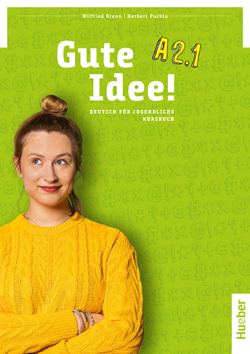 Wilfried Krenn | Herbert Puchta
Gute
Idee!
A2.1
DEUTSCH FÜR JUGENDLICHE
KURSBUCH
Hueber